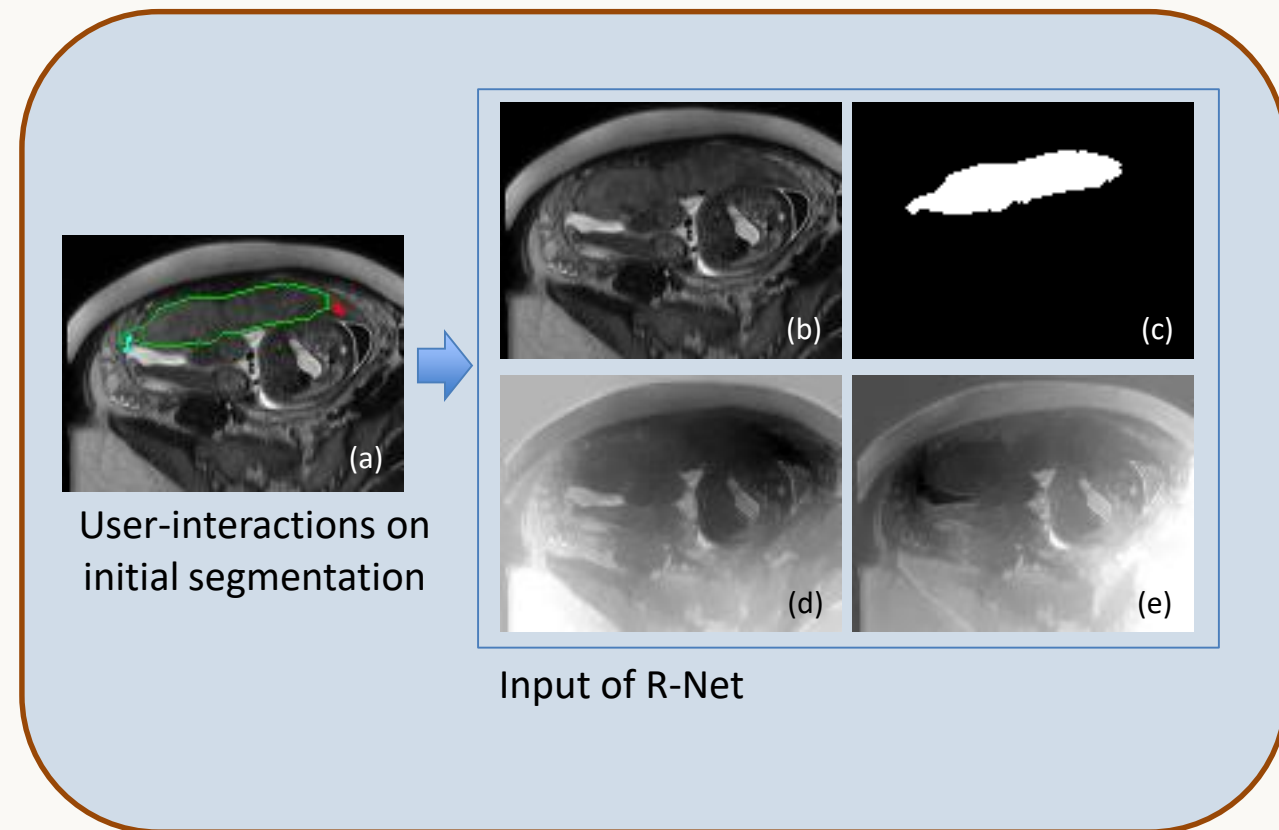 (a)
User-interactions on
initial segmentation
(b)
(c)
(d)
(e)
Input of R-Net